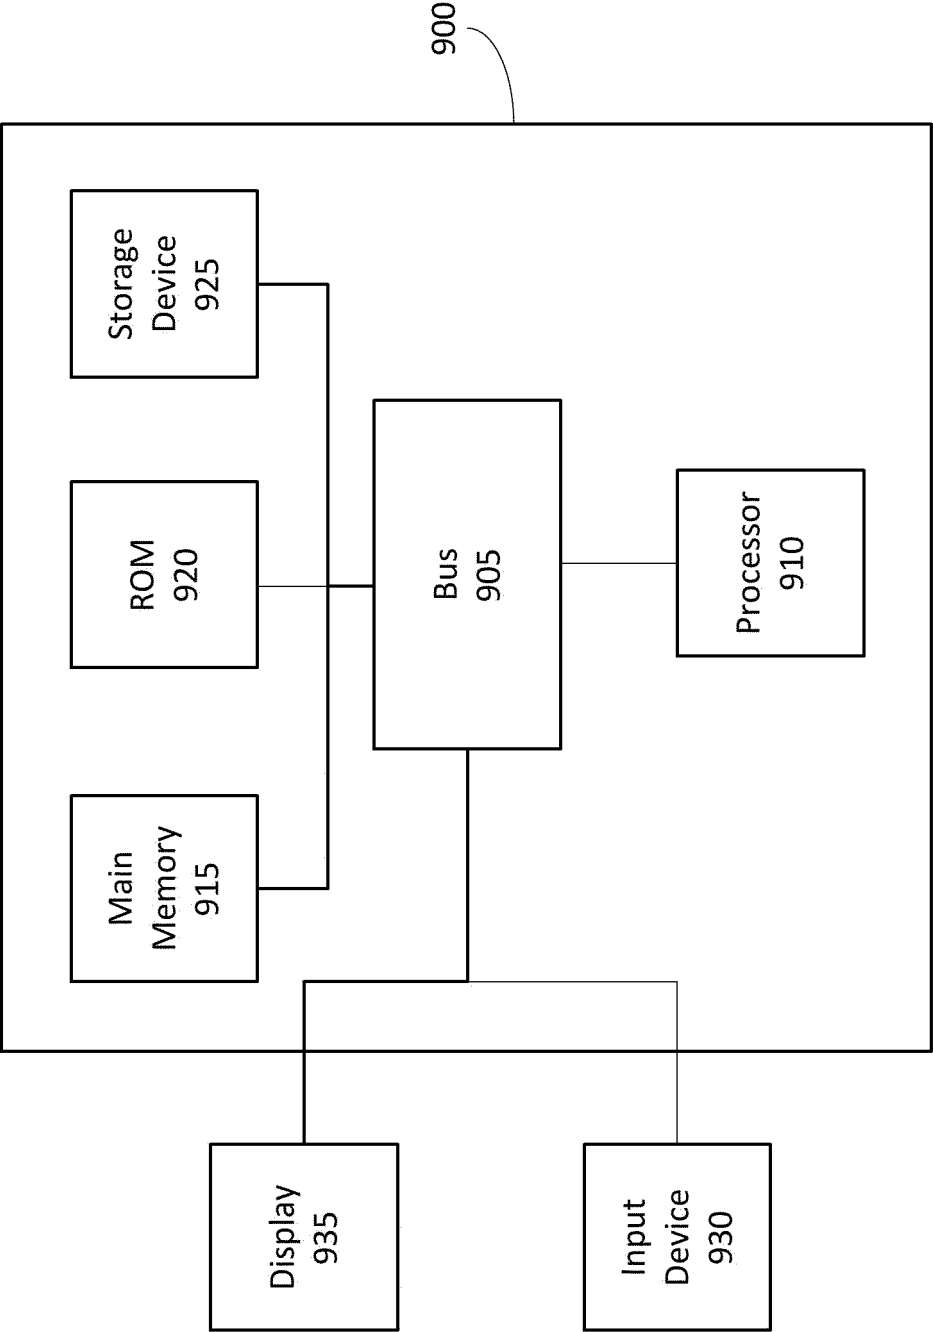 900
Display
935
Main
Memory
915
ROM
920
Storage
Device
925
Bus
905
Input
Device
930
Processor
910